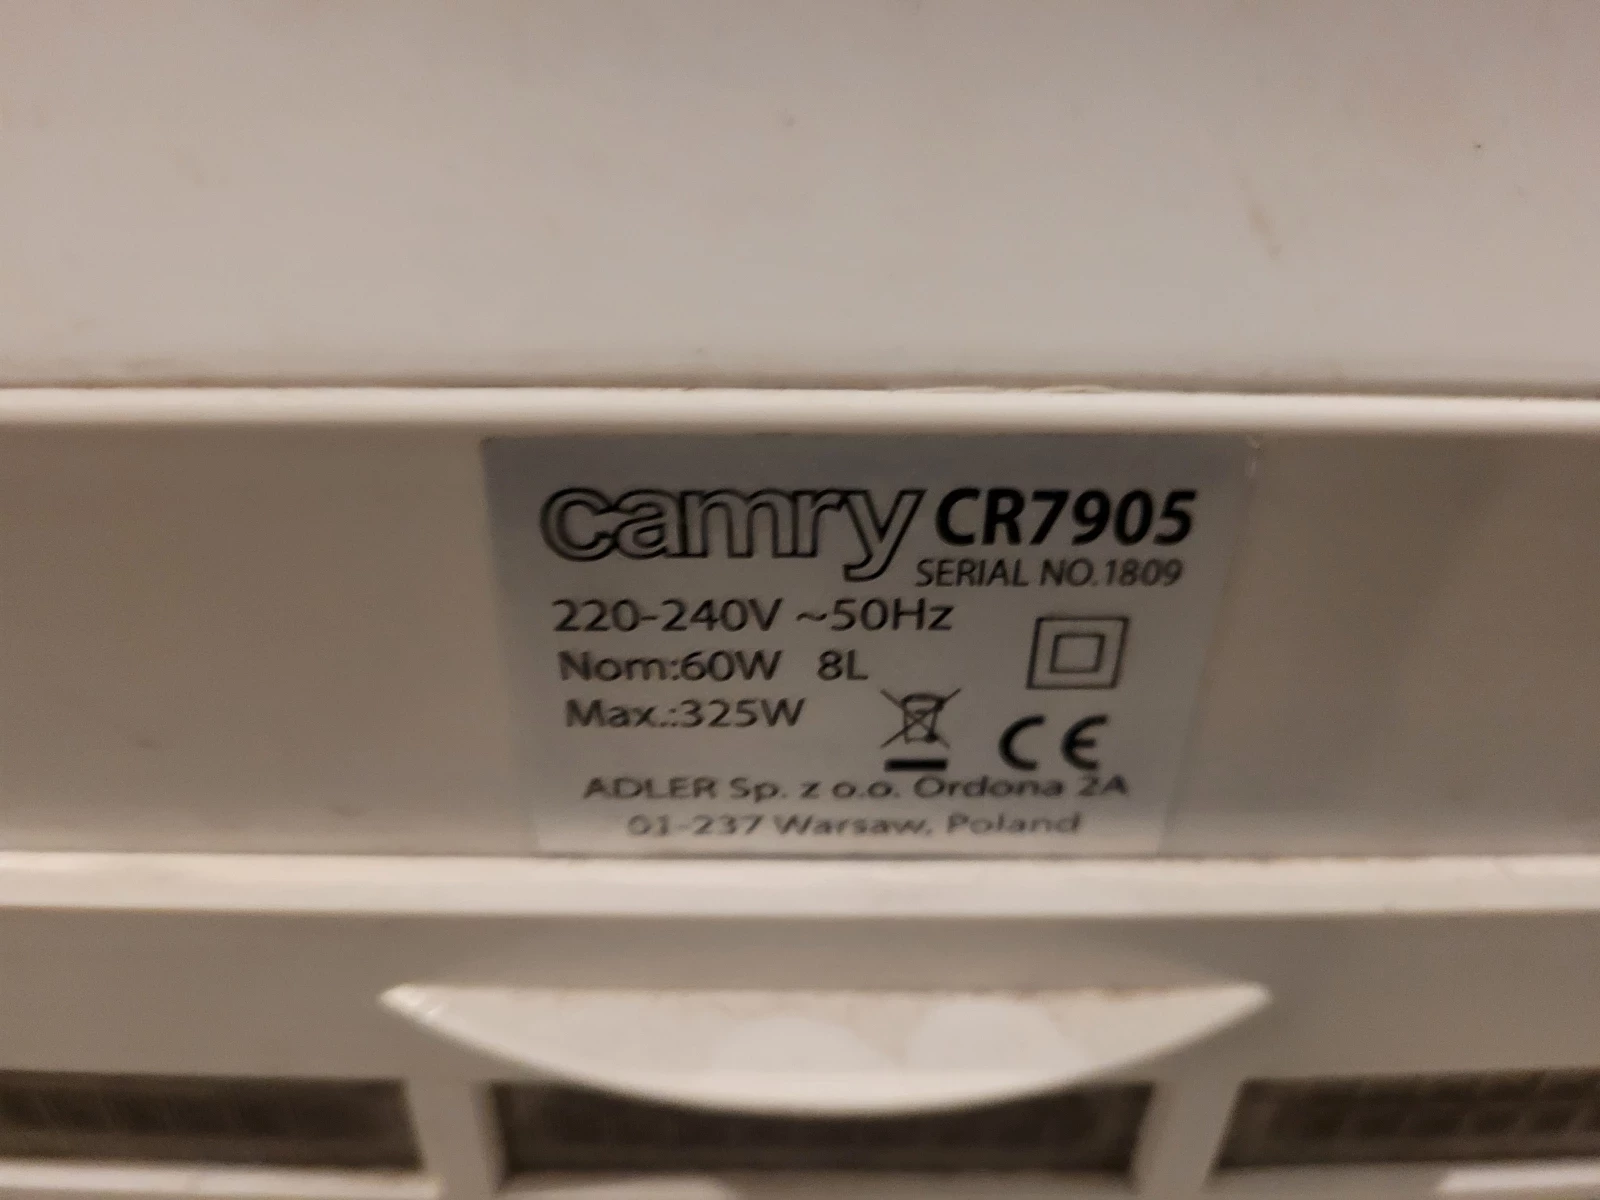 camry CR7905
SERIAL NO.1809
220-240V ~50Hz
Nom:60W 8L
Max.:325W
CE
ADLER Sp. z o.o. Ordona 2A
01-237 Warsaw, Poland